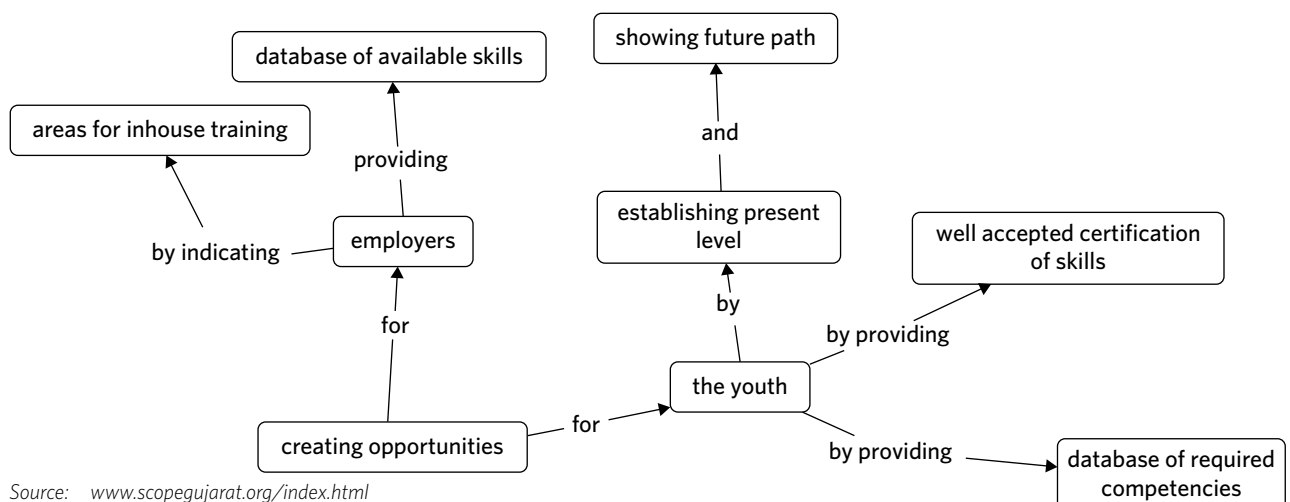 showing future path
database of available skills
areas for inhouse training
and
providing
establishing present
level
well accepted certification
of skills
employers
by indicating
by
for
by providing
the youth
for
creating opportunities
by providing
database of required
competencies
Source: www.scopegujarat.org/index.html